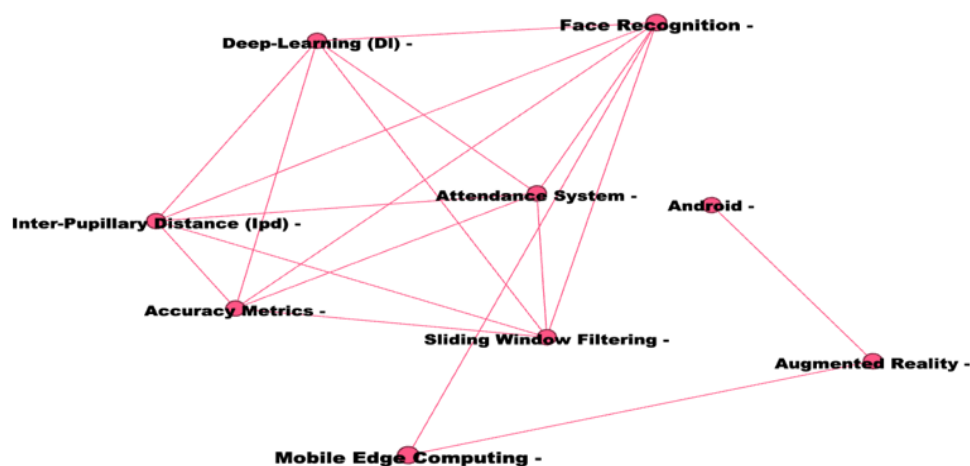 Face Recognition -
Deep-Learning (Dl) -
Attendance System -
Android -
Inter-Pupillary Distance (Ipd) -
Accuracy Metrics -
Sliding Window Filtering -
Augmented Reality -
Mobile Edge Computing -